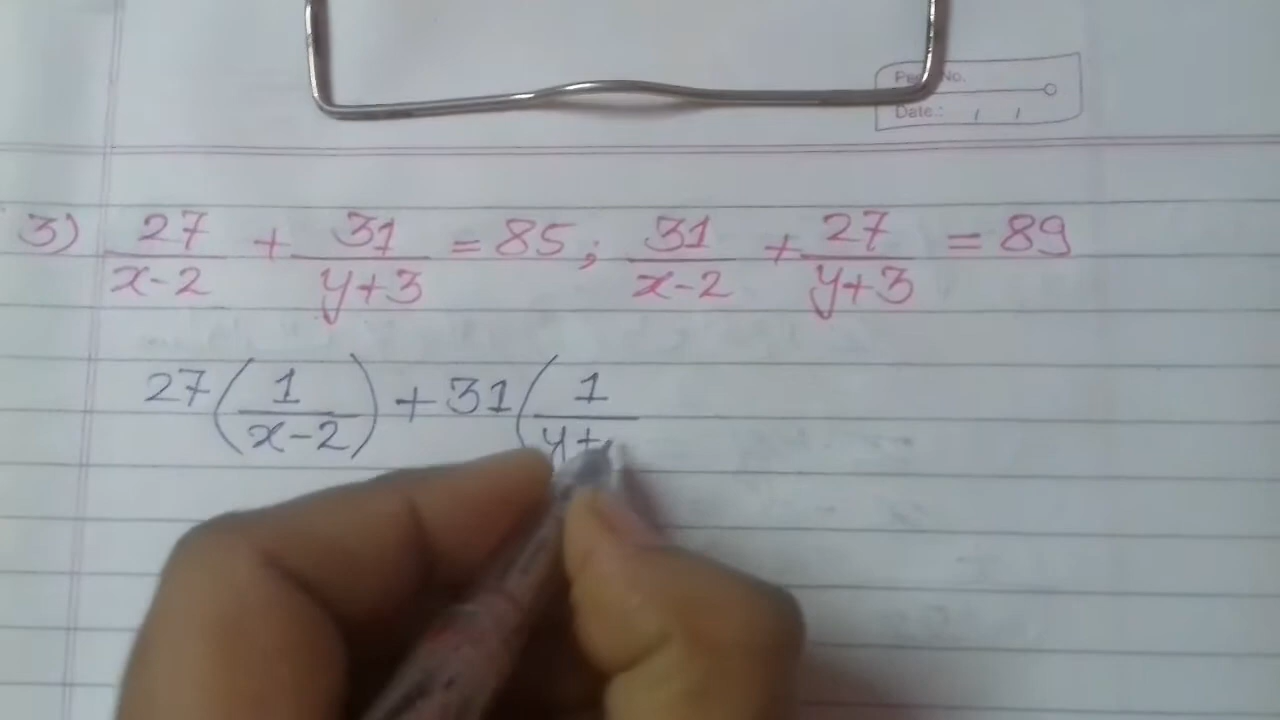 Page No.
Date.: / /
3) 27/(x-2) + 31/(y+3) = 85; 31/(x-2) + 27/(y+3) = 89
27(1/(x-2)) + 31(1/(y+